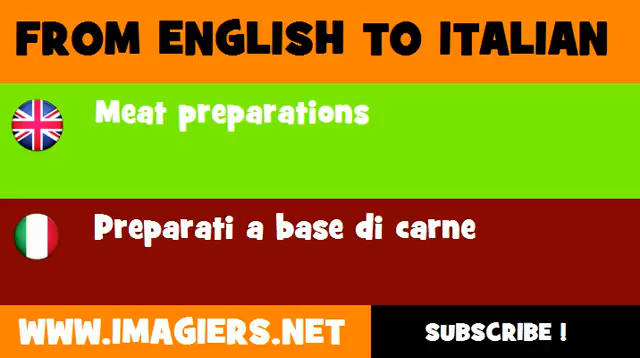 FROM ENGLISH TO ITALIAN
Meat preparations
Preparati a base di carne
WWW.IMAGIERS.NET
SUBSCRIBE !